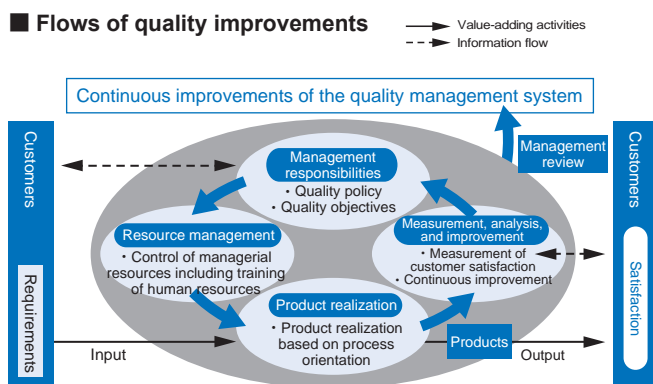 ■ Flows of quality improvements
Value-adding activities
Information flow
Continuous improvements of the quality management system
Customers
Requirements
Management
responsibilities
・Quality policy
・Quality objectives
Management
review
Resource management
・Control of managerial
resources including training
of human resources
Measurement, analysis,
and improvement
・Measurement of
customer satisfaction
・Continuous improvement
Product realization
・Product realization
based on process
orientation
Input
Products
Output
Customers
Satisfaction